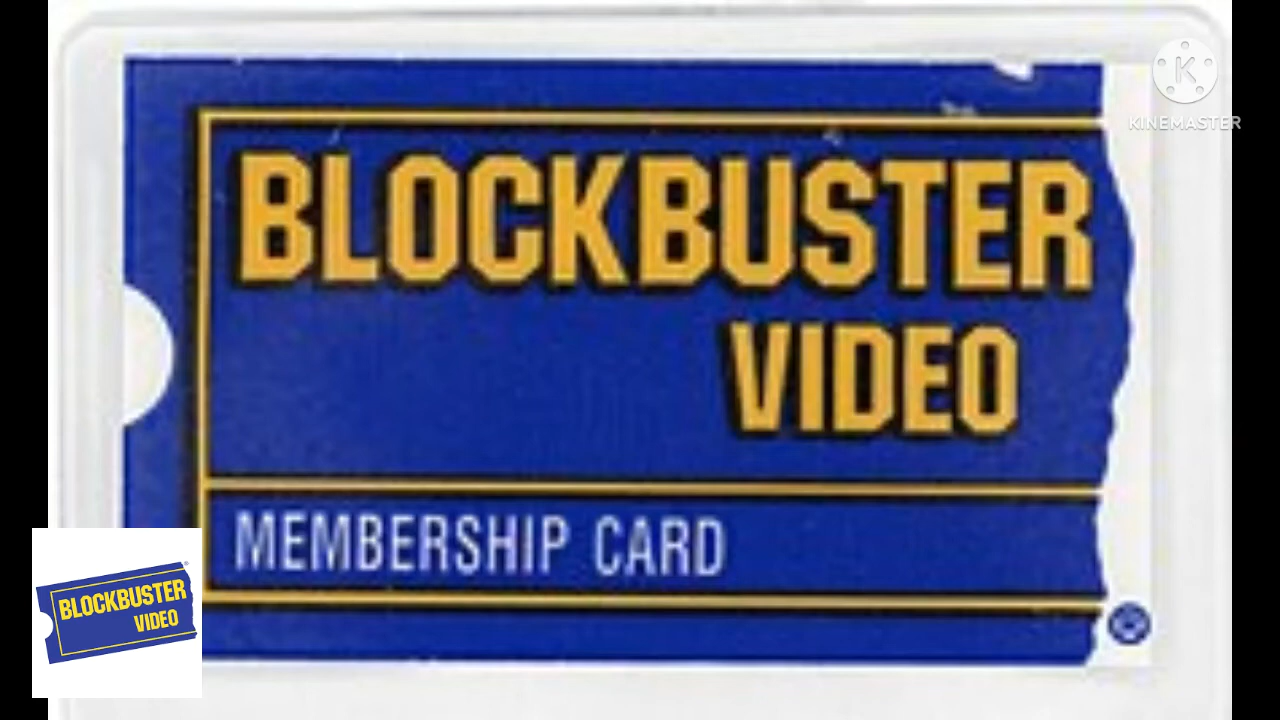 KINEMASTER
BLOCKBUSTER
VIDEO
MEMBERSHIP CARD
BLOCKBUSTER
VIDEO